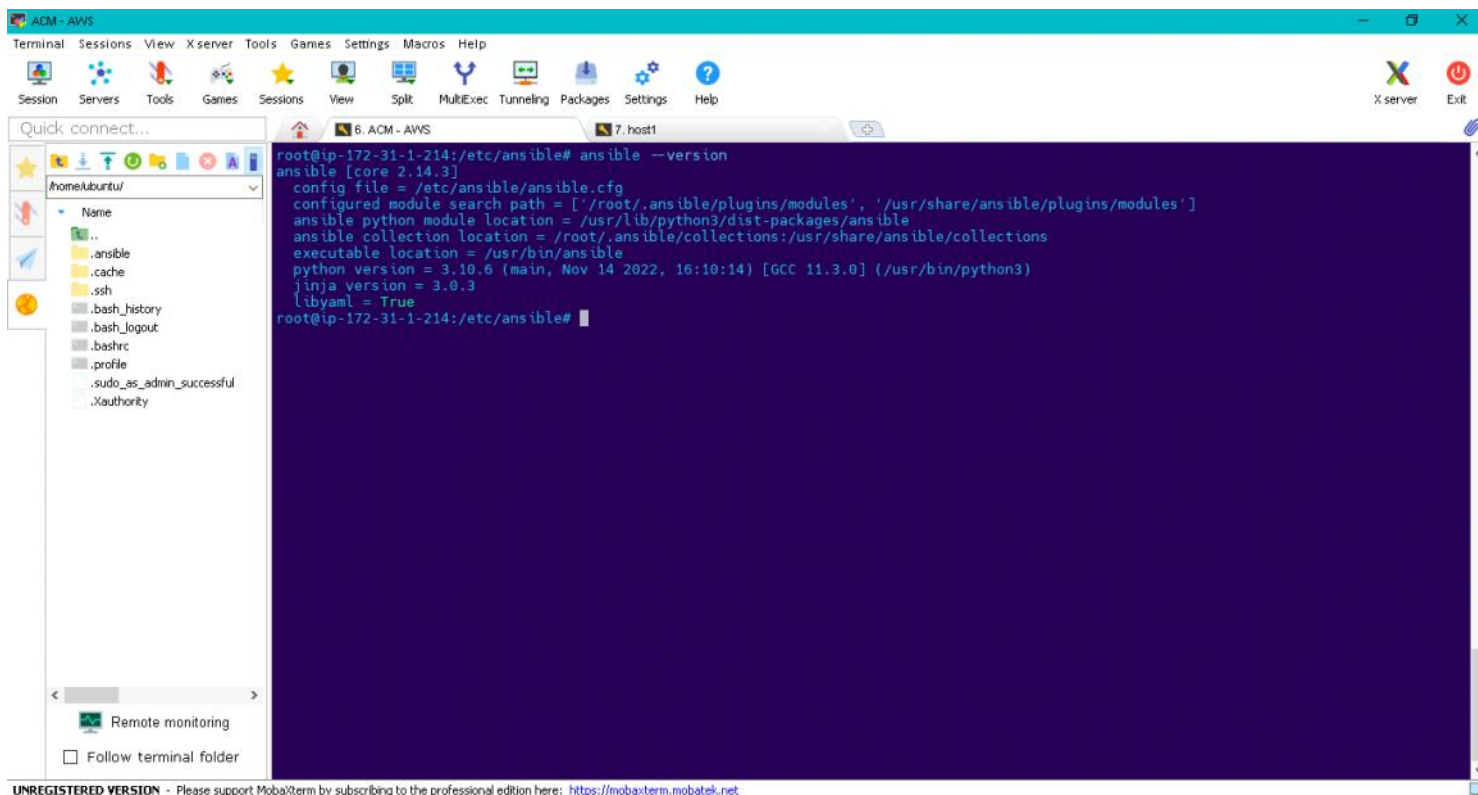 ACM - AWS
Terminal Sessions View X server Tools Games Settings Macros Help
Session Servers Tools Games Sessions View Split MultiExec Tunneling Packages Settings Help X server Exit
Quick connect... 6. ACM - AWS 7. host1
/home/ubuntu/
Name
..
.ansible
.cache
.ssh
.bash_history
.bash_logout
.bashrc
.profile
.sudo_as_admin_successful
.Xauthority
Remote monitoring
Follow terminal folder
root@ip-172-31-1-214:/etc/ansible# ansible --version
ansible [core 2.14.3]
config file = /etc/ansible/ansible.cfg
configured module search path = ['/root/.ansible/plugins/modules', '/usr/share/ansible/plugins/modules']
ansible python module location = /usr/lib/python3/dist-packages/ansible
ansible collection location = /root/.ansible/collections:/usr/share/ansible/collections
executable location = /usr/bin/ansible
python version = 3.10.6 (main, Nov 14 2022, 16:10:14) [GCC 11.3.0] (/usr/bin/python3)
jinja version = 3.0.3
libyaml = True
root@ip-172-31-1-214:/etc/ansible#
UNREGISTERED VERSION - Please support MobaXterm by subscribing to the professional edition here: https://mobaxterm.mobatek.net